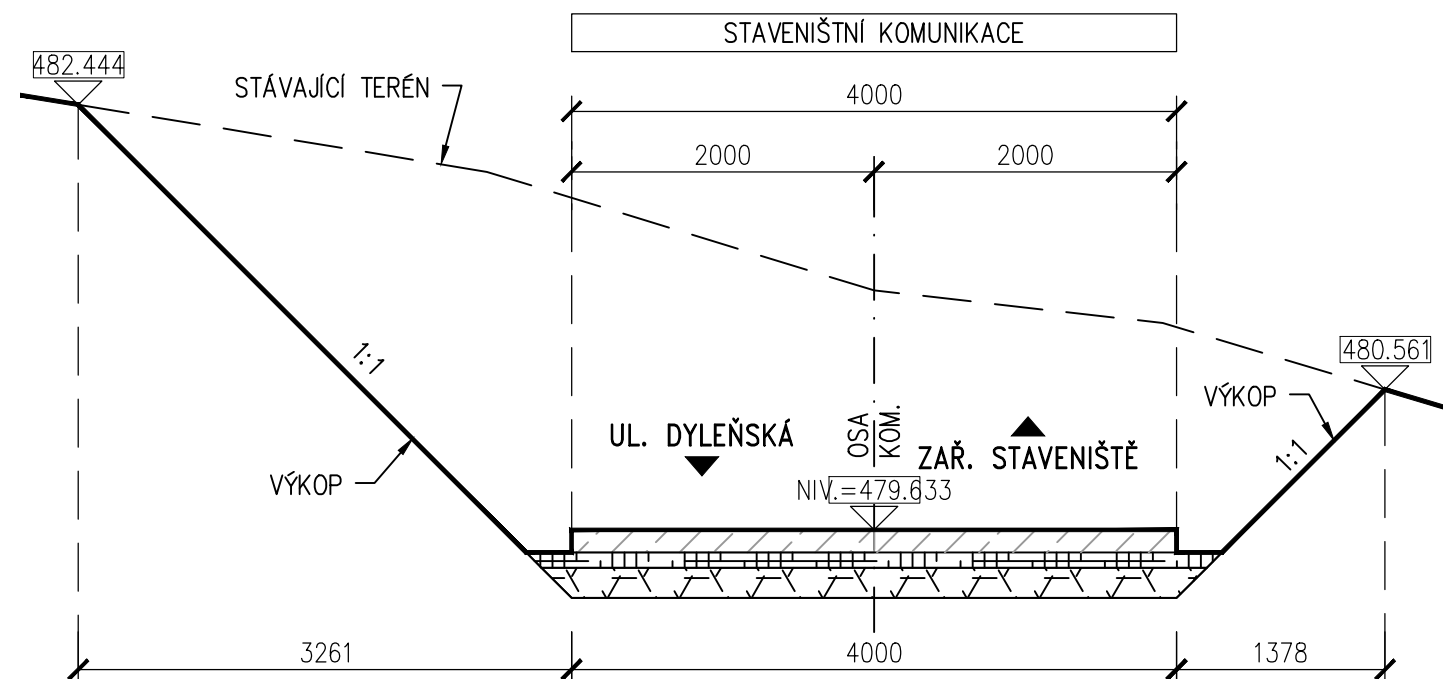 STAVENIŠTNÍ KOMUNIKACE
482.444
STÁVAJÍCÍ TERÉN
4000
2000
2000
1:1
480.561
VÝKOP
UL. DYLEŇSKÁ
OSA
KOM.
ZAŘ. STAVENIŠTĚ
1:1
VÝKOP
NIV.=479.633
3261
4000
1378